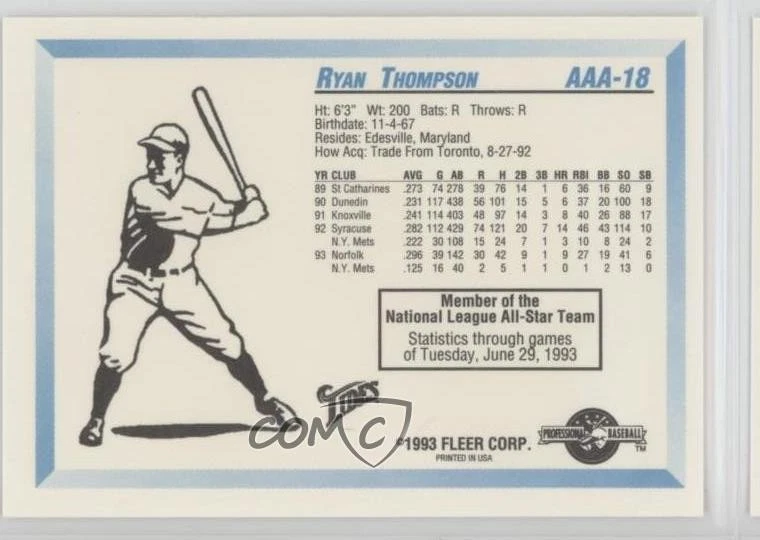 RYAN THOMPSON AAA-18
Ht: 6'3" Wt: 200 Bats: R Throws: R
Birthdate: 11-4-67
Resides: Edesville, Maryland
How Acq: Trade From Toronto, 8-27-92
YR CLUB AVG G AB R H 2B 3B HR RBI BB SO SB
89 St Catharines .273 74 278 39 76 14 1 6 36 16 60 9
90 Dunedin .231 117 438 56 101 15 5 6 37 20 100 18
91 Knoxville .241 114 403 48 97 14 3 8 40 26 88 17
92 Syracuse .282 112 429 74 121 20 7 14 46 43 114 10
N.Y. Mets .222 30 108 15 24 7 1 3 10 8 24 2
93 Norfolk .296 39 142 30 42 9 1 9 27 19 41 6
N.Y. Mets .125 16 40 2 5 1 1 0 1 2 13 0
Member of the
National League All-Star Team
Statistics through games
of Tuesday, June 29, 1993
TIDES
COMC
©1993 FLEER CORP.
PRINTED IN USA
PROFESSIONAL BASEBALL
TM